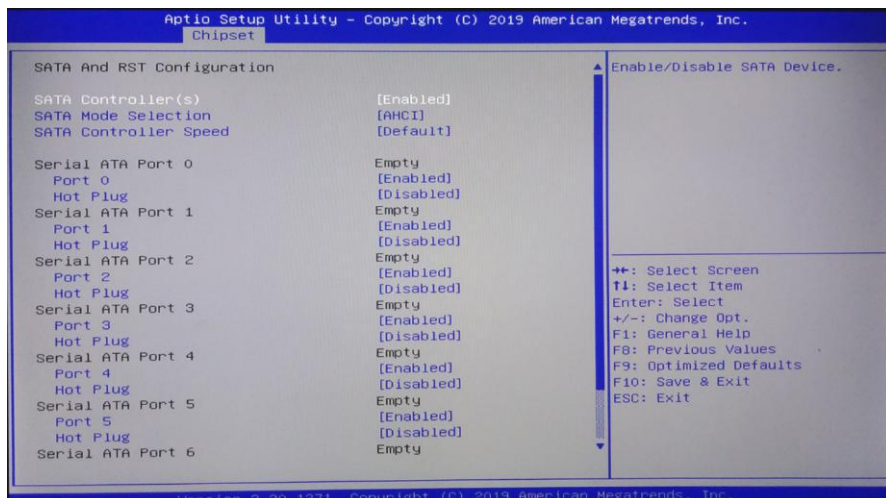 Aptio Setup Utility – Copyright (C) 2019 American Megatrends, Inc.
Chipset
SATA And RST Configuration
SATA Controller(s) [Enabled]
SATA Mode Selection [AHCI]
SATA Controller Speed [Default]
Serial ATA Port 0 Empty
Port 0 [Enabled]
Hot Plug [Disabled]
Serial ATA Port 1 Empty
Port 1 [Enabled]
Hot Plug [Disabled]
Serial ATA Port 2 Empty
Port 2 [Enabled]
Hot Plug [Disabled]
Serial ATA Port 3 Empty
Port 3 [Enabled]
Hot Plug [Disabled]
Serial ATA Port 4 Empty
Port 4 [Enabled]
Hot Plug [Disabled]
Serial ATA Port 5 Empty
Port 5 [Enabled]
Hot Plug [Disabled]
Serial ATA Port 6 Empty
Enable/Disable SATA Device.
→←: Select Screen
↑↓: Select Item
Enter: Select
+/-: Change Opt.
F1: General Help
F8: Previous Values
F9: Optimized Defaults
F10: Save & Exit
ESC: Exit
Version 2.20.1271. Copyright (C) 2019 American Megatrends, Inc.